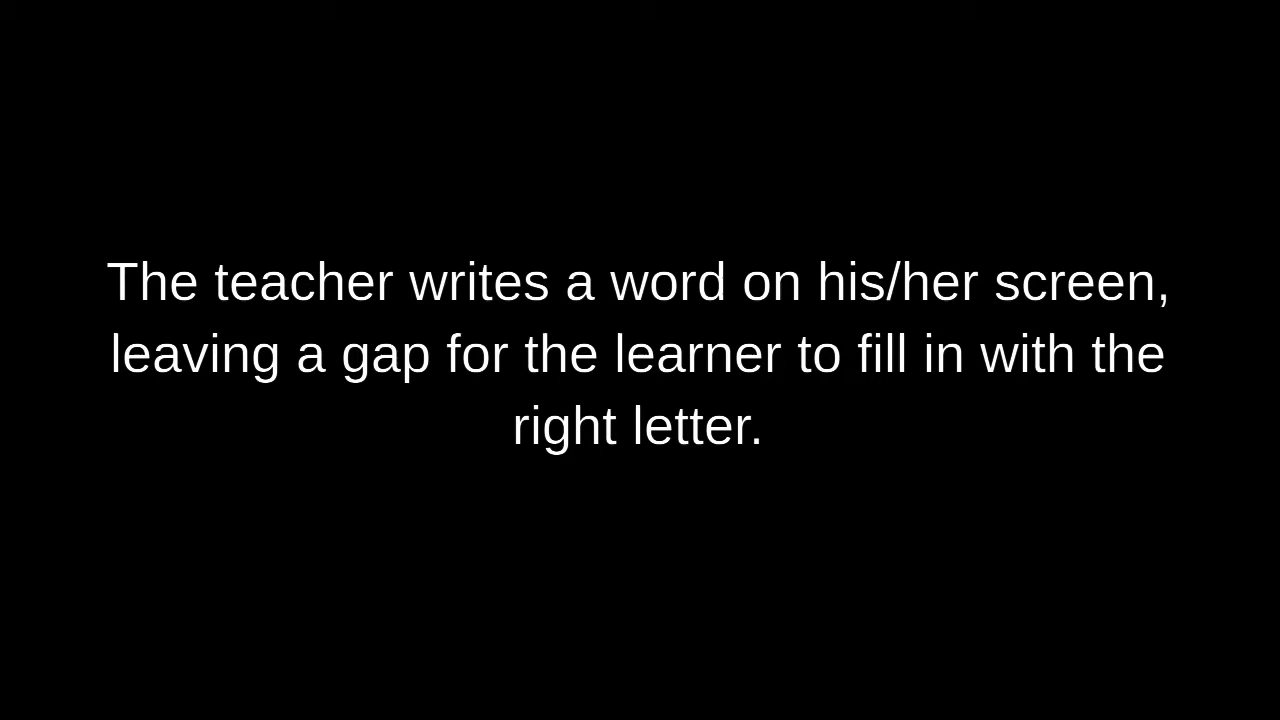 The teacher writes a word on his/her screen,
leaving a gap for the learner to fill in with the
right letter.